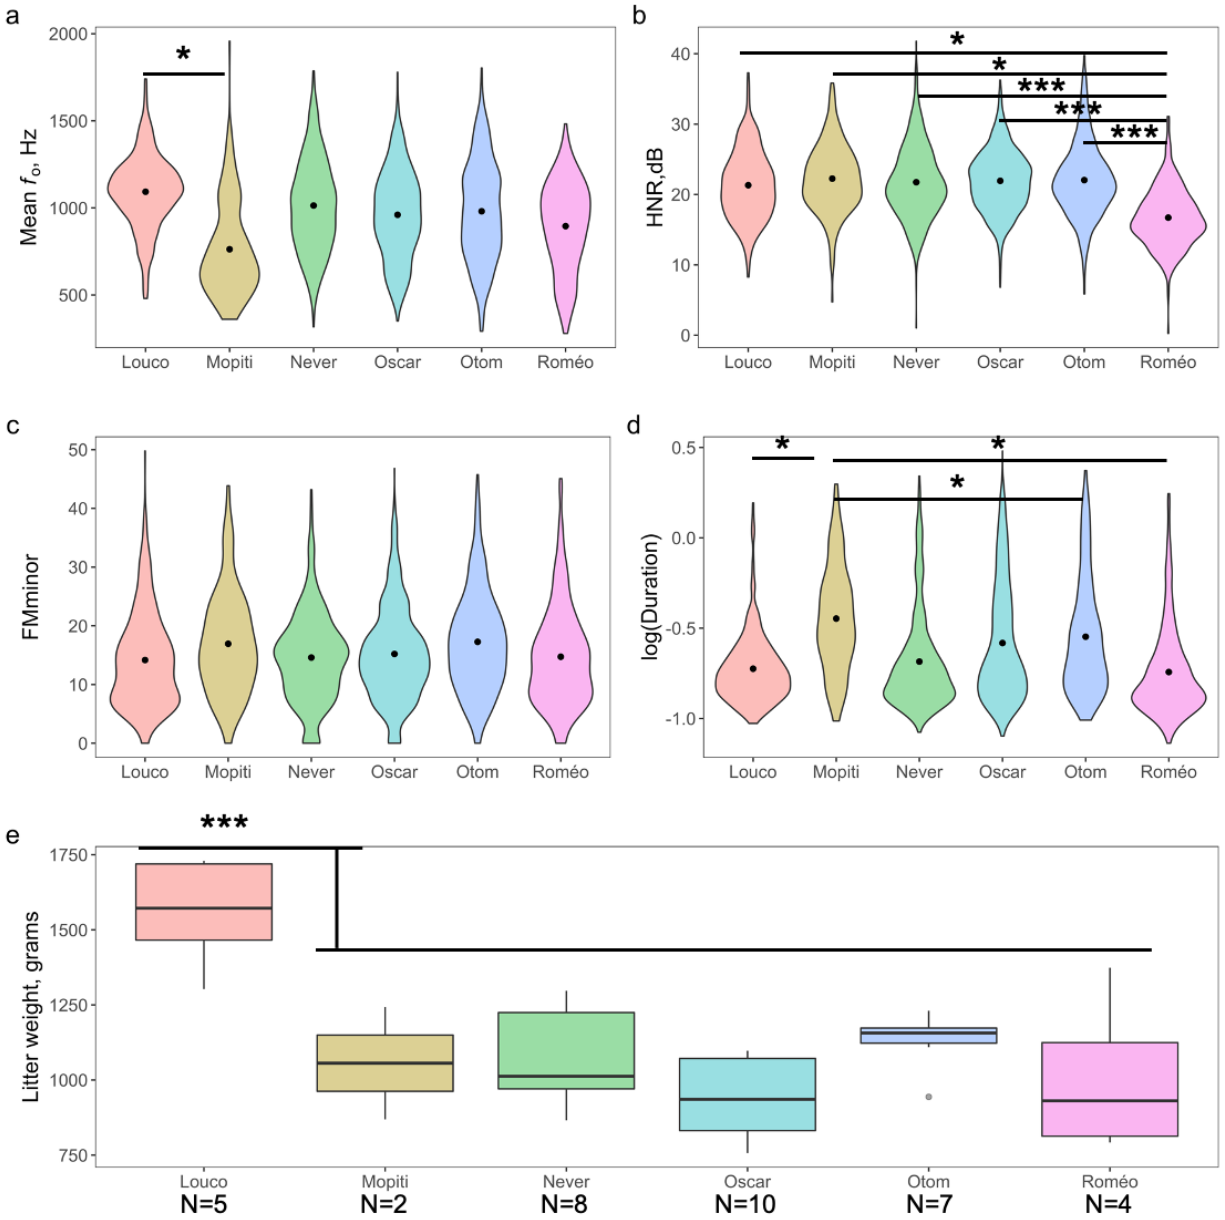 a
Mean fo, Hz
*
2000
1500
1000
500
Louco Mopiti Never Oscar Otom Roméo
b
HNR,dB
*
*
***
***
***
40
30
20
10
0
Louco Mopiti Never Oscar Otom Roméo
c
FMminor
50
40
30
20
10
0
Louco Mopiti Never Oscar Otom Roméo
d
log(Duration)
* *
*
0.5
0.0
-0.5
-1.0
Louco Mopiti Never Oscar Otom Roméo
e
Litter weight, grams
***
1750
1500
1250
1000
750
Louco Mopiti Never Oscar Otom Roméo
N=5 N=2 N=8 N=10 N=7 N=4